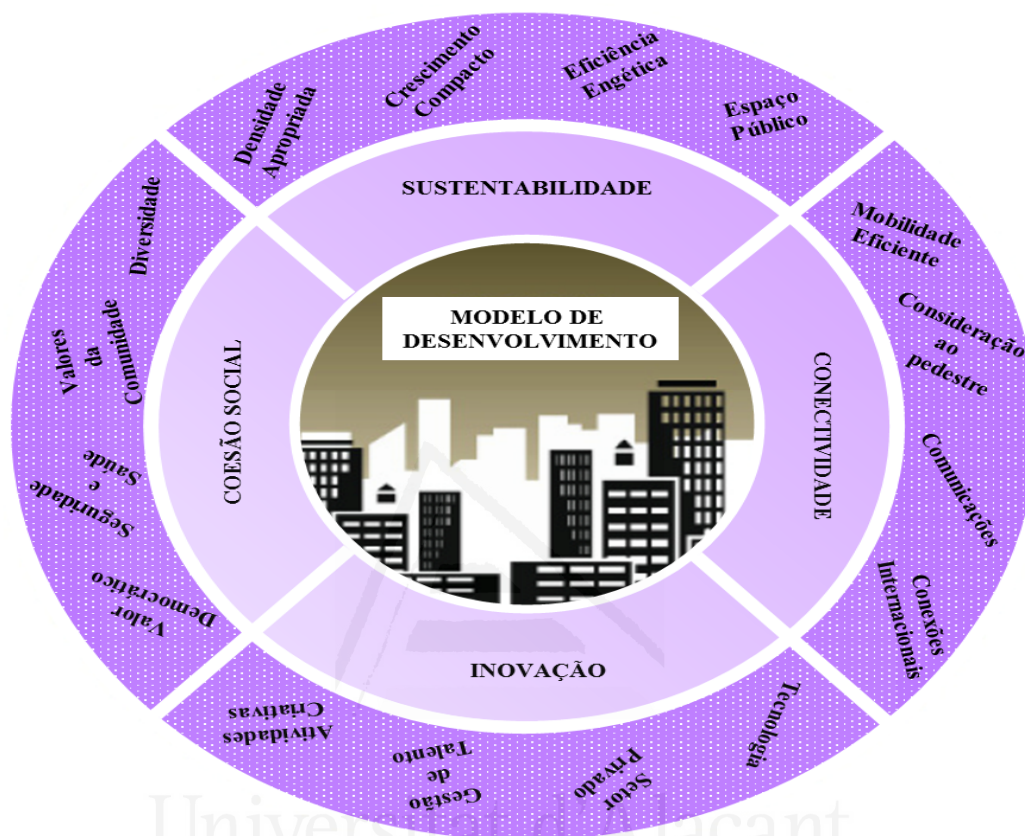 Densidade
Apropriada
Crescimento
Compacto
Eficiência
Engética
Espaço
Público
SUSTENTABILIDADE
Mobilidade
Eficiente
Consideração
ao
pedestre
Comunicações
Conexões
Internacionais
CONECTIVIDADE
MODELO DE
DESENVOLVIMENTO
COESÃO SOCIAL
Diversidade
Valores
da
Comunidade
Seguridade
e
Saúde
Valor
Democrático
INOVAÇÃO
Atividades
Criativas
Gestão
de
Talento
Setor
Privado
Tecnologia
Universitat d'Alacant